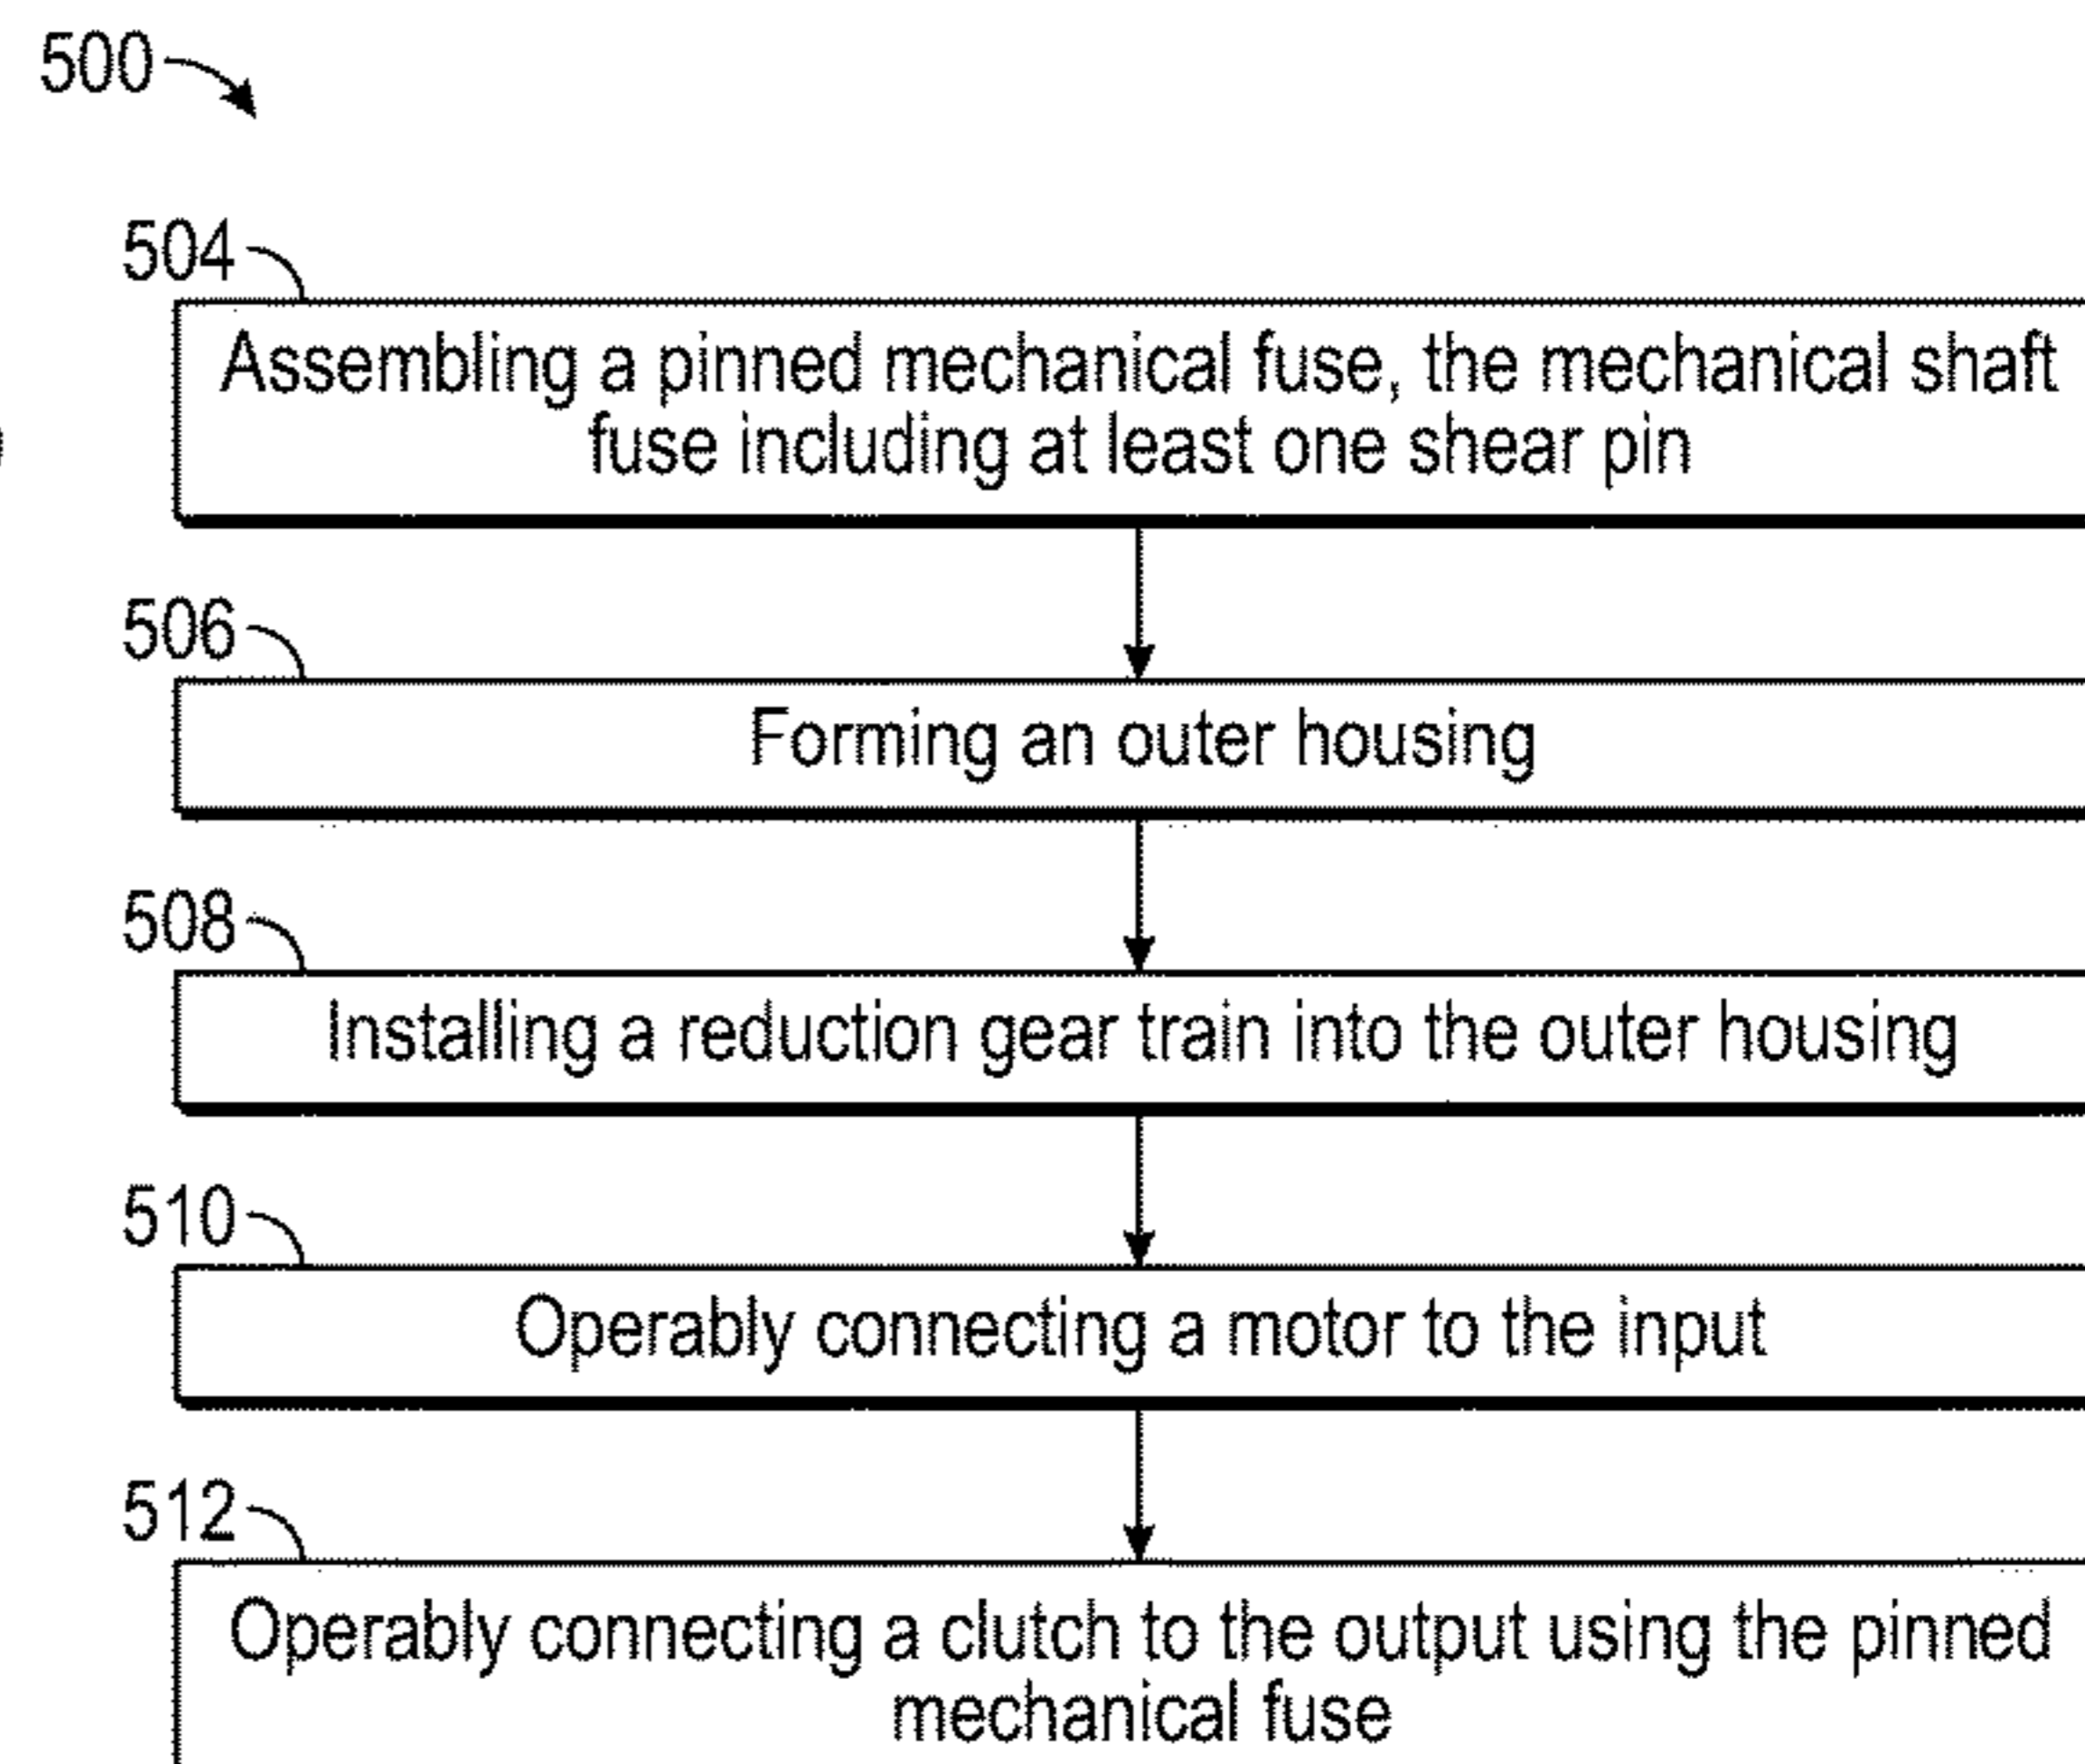 500
504
Assembling a pinned mechanical fuse, the mechanical shaft
fuse including at least one shear pin
506
Forming an outer housing
508
Installing a reduction gear train into the outer housing
510
Operably connecting a motor to the input
512
Operably connecting a clutch to the output using the pinned
mechanical fuse